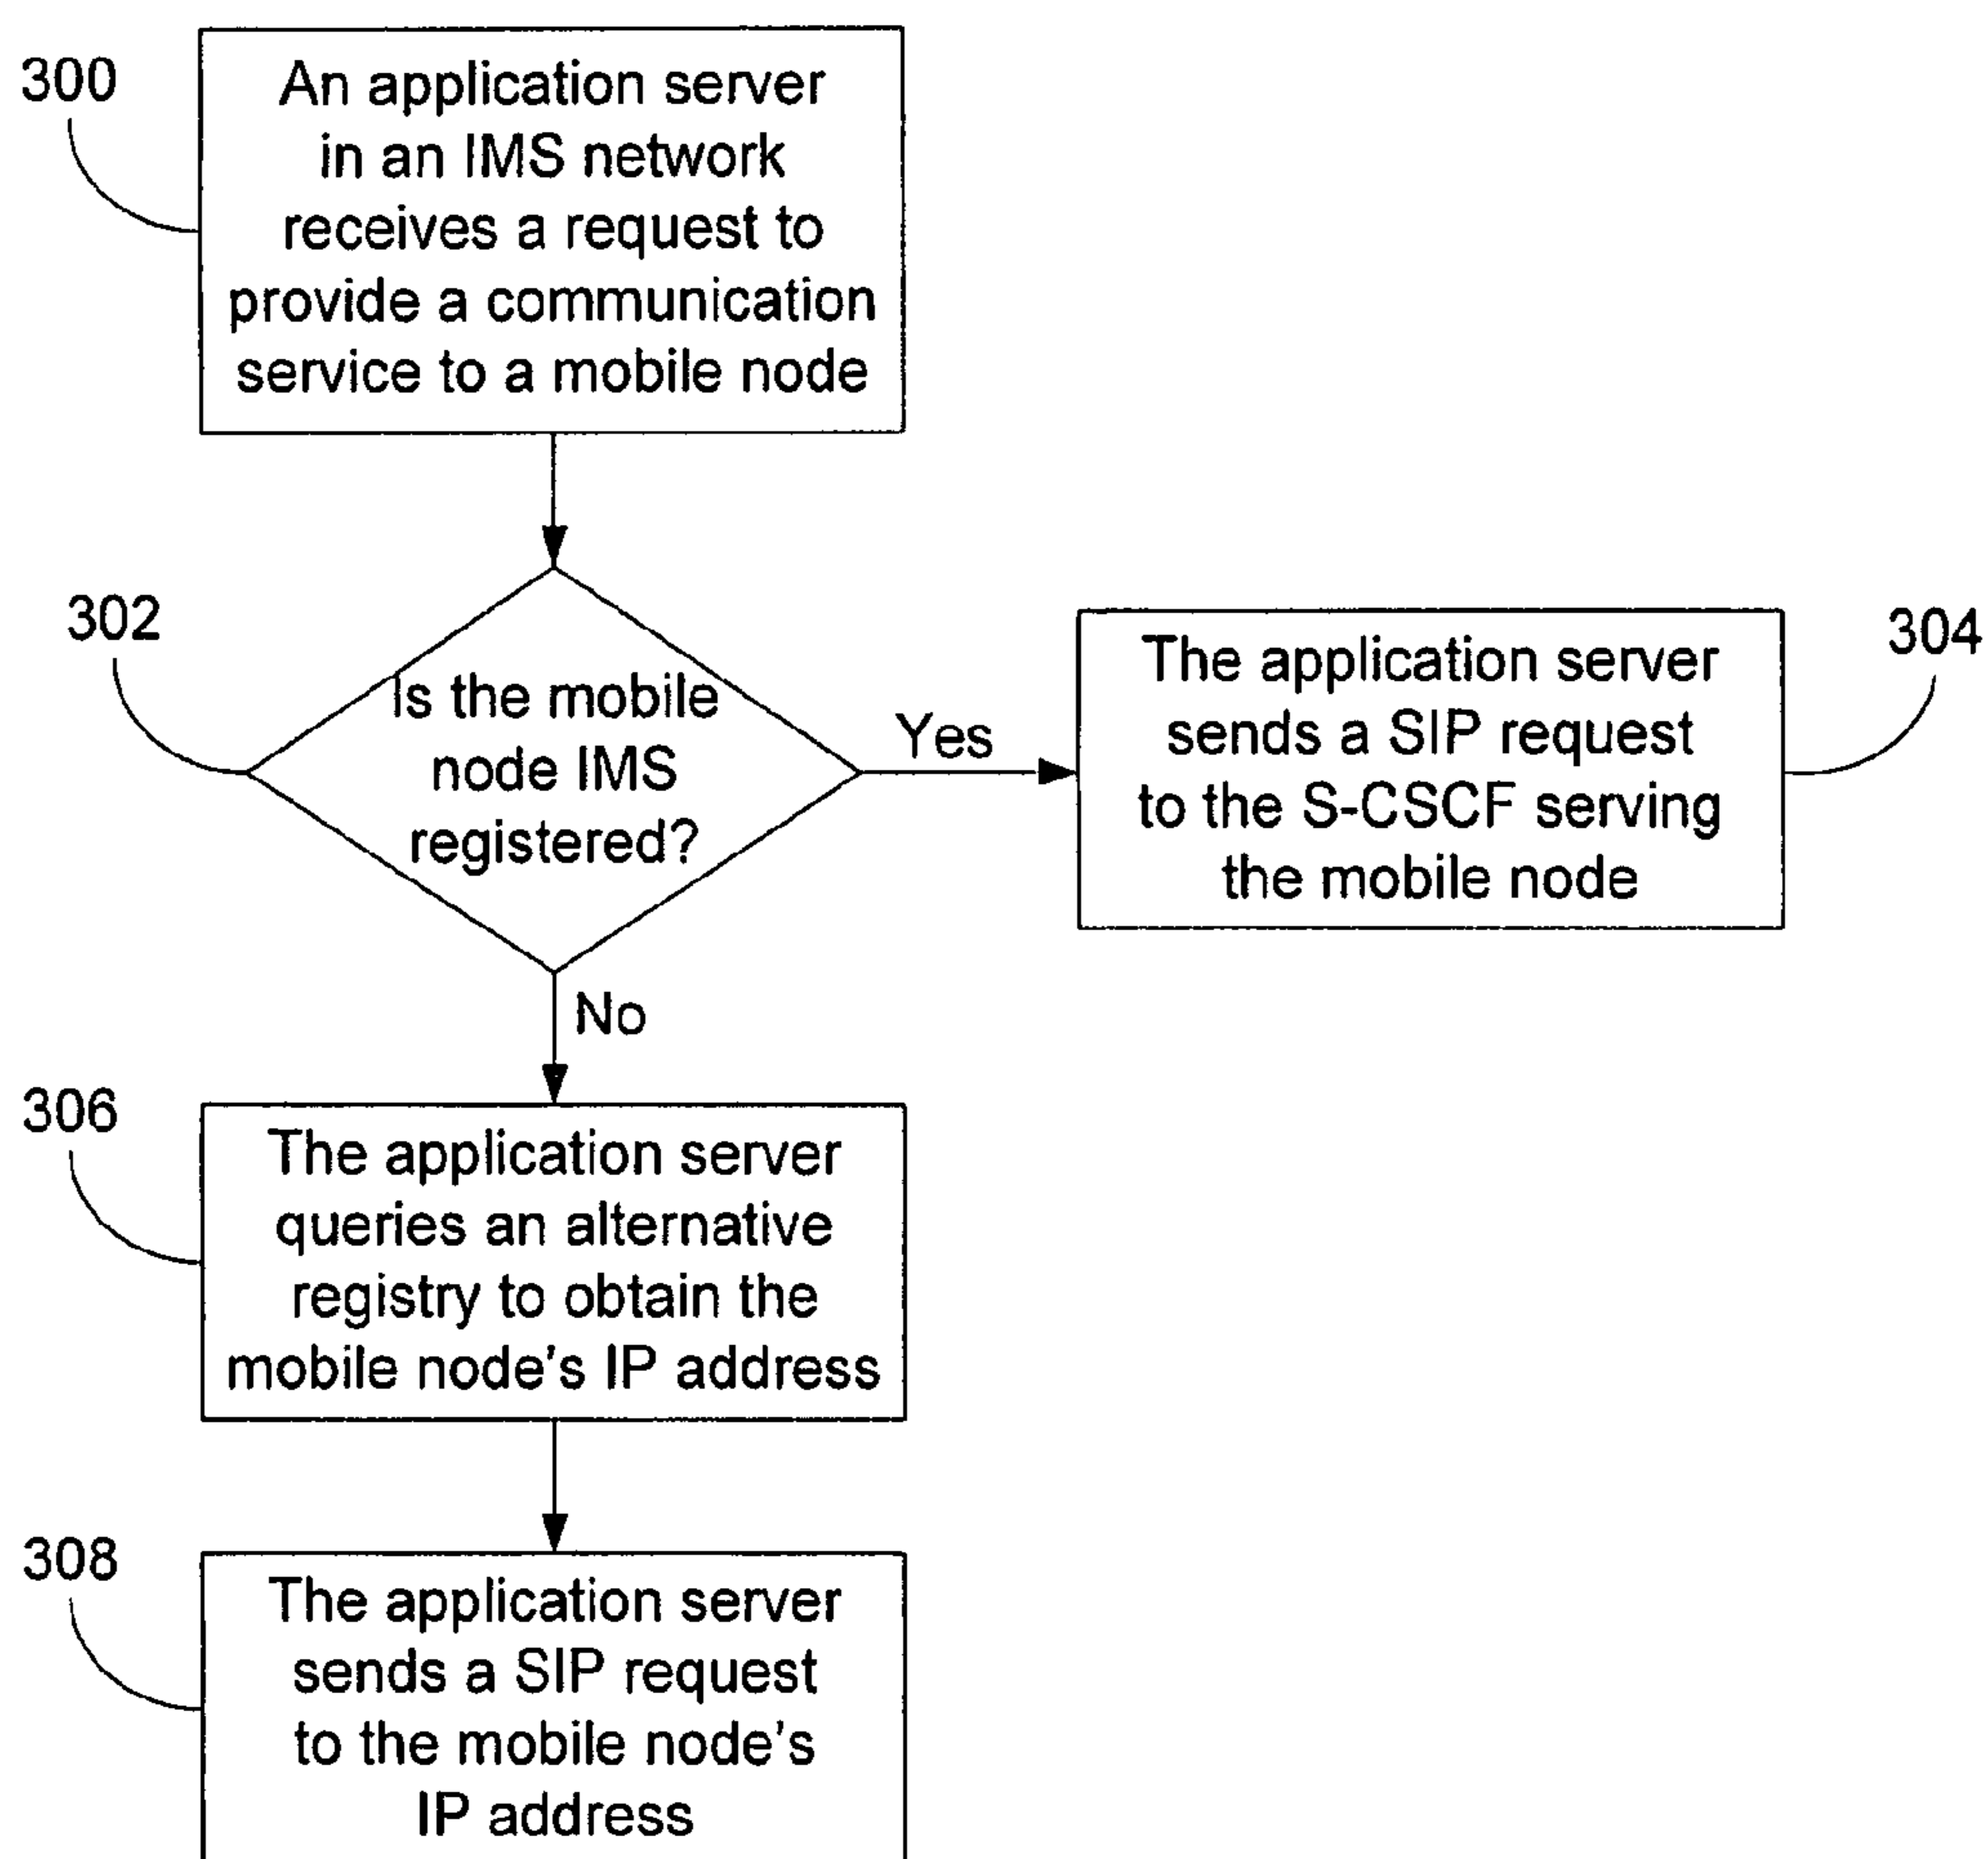 300
An application server
in an IMS network
receives a request to
provide a communication
service to a mobile node
302
Is the mobile
node IMS
registered?
Yes
304
The application server
sends a SIP request
to the S-CSCF serving
the mobile node
No
306
The application server
queries an alternative
registry to obtain the
mobile node's IP address
308
The application server
sends a SIP request
to the mobile node's
IP address